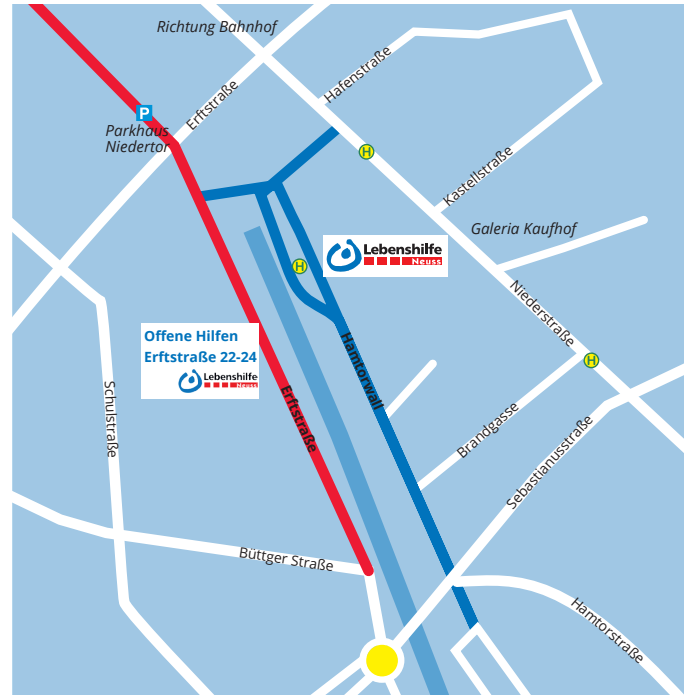 Richtung Bahnhof
Hafenstraße
Erftstraße
P
Parkhaus
Niedertor
H
Kastellstraße
Galeria Kaufhof
Lebenshilfe
Neuss
H
Niederstraße
Offene Hilfen
Erftstraße 22-24
Lebenshilfe
Neuss
Hamtorwall
H
Schulstraße
Erftstraße
Brandgasse
Sebastianusstraße
Büttger Straße
Hamtorstraße